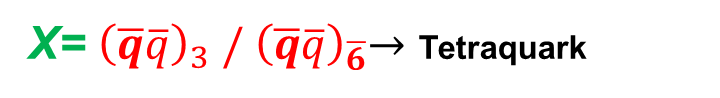 X= (q̅q̅)₃ / (q̅q̅)₆̅ → Tetraquark